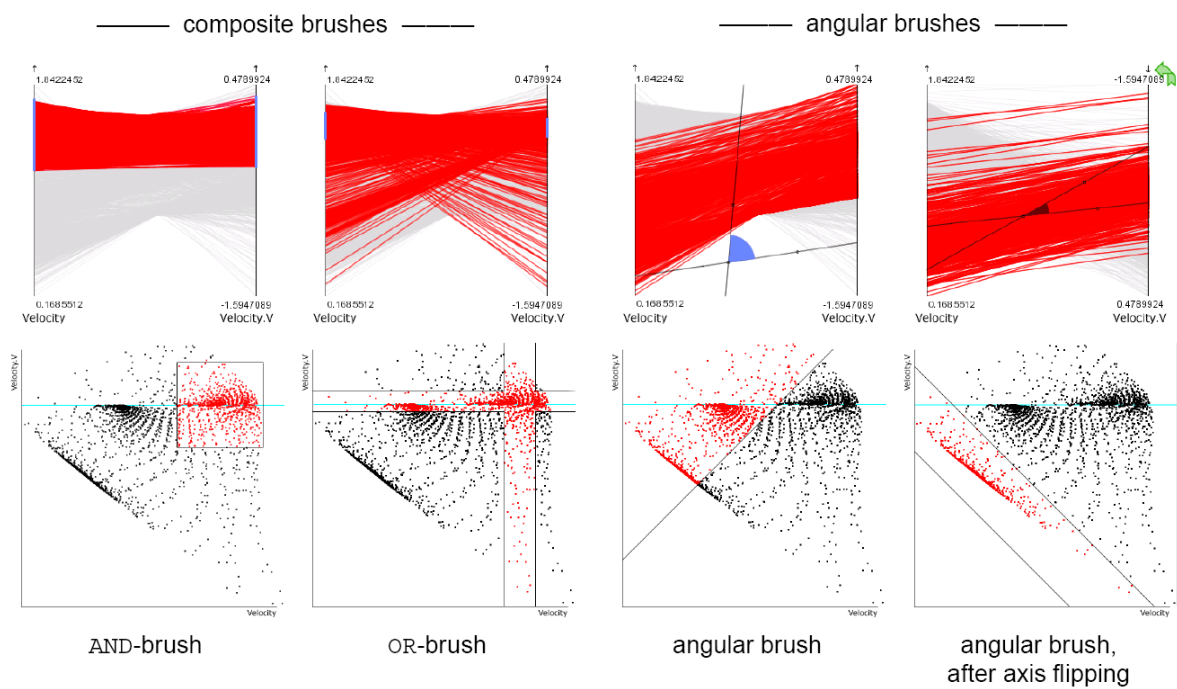 composite brushes
angular brushes
1.8422452 0.4789924
1.8422452 0.4789924
1.8422452 0.4789924
1.8422452 -1.5947089
0.1685512 -1.5947089
Velocity Velocity.V
0.1685512 -1.5947089
Velocity Velocity.V
0.1685512 -1.5947089
Velocity Velocity.V
0.1685512 0.4789924
Velocity Velocity.V
Velocity.V
Velocity.V
Velocity.V
Velocity.V
Velocity
Velocity
Velocity
Velocity
AND-brush
OR-brush
angular brush
angular brush,
after axis flipping